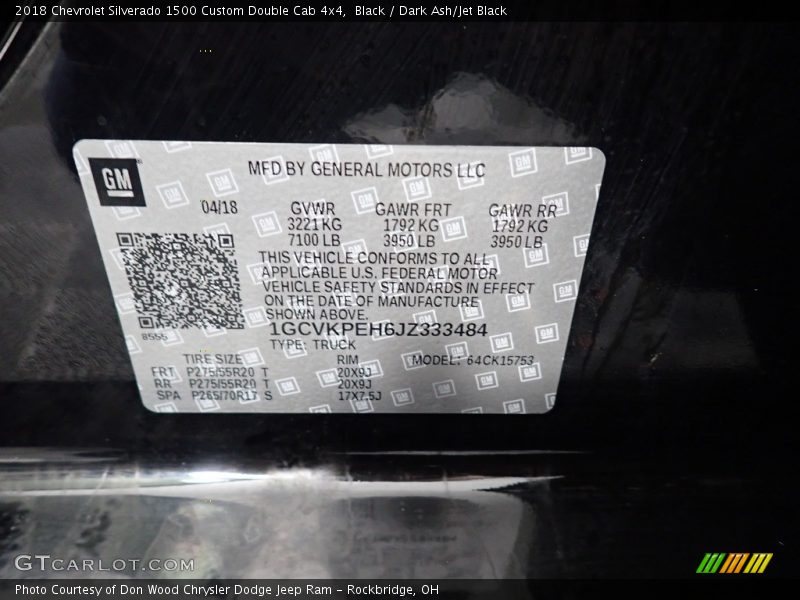 2018 Chevrolet Silverado 1500 Custom Double Cab 4x4,  Black / Dark Ash/Jet Black
GM
MFD BY GENERAL MOTORS LLC
04/18 GVWR GAWR FRT GAWR RR
3221 KG 1792 KG 1792 KG
7100 LB 3950 LB 3950 LB
THIS VEHICLE CONFORMS TO ALL
APPLICABLE U.S. FEDERAL MOTOR
VEHICLE SAFETY STANDARDS IN EFFECT
ON THE DATE OF MANUFACTURE
SHOWN ABOVE.
8555
1GCVKPEH6JZ333484
TYPE: TRUCK
TIRE SIZE RIM MODEL: 64CK15753
FRT P275/55R20 T 20X9J
RR P275/55R20 T 20X9J
SPA P265/70R17 S 17X7.5J
GTCARLOT.COM
Photo Courtesy of Don Wood Chrysler Dodge Jeep Ram – Rockbridge, OH